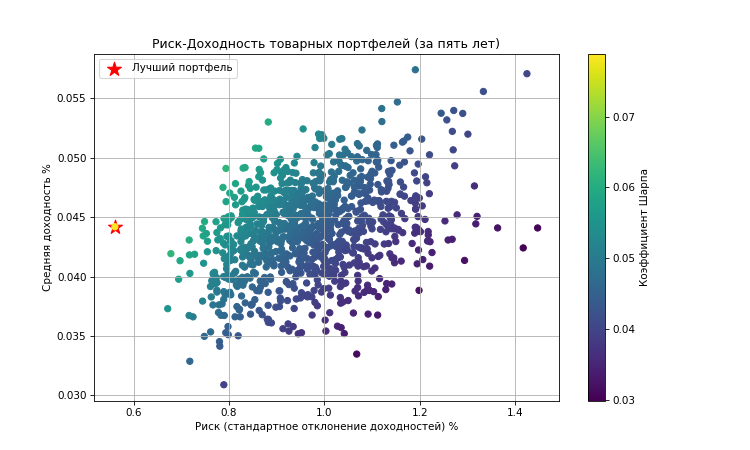 Риск-Доходность товарных портфелей (за пять лет)
Лучший портфель
Средняя доходность %
0.055
0.050
0.045
0.040
0.035
0.030
0.6 0.8 1.0 1.2 1.4
Риск (стандартное отклонение доходностей) %
0.07
0.06
0.05
0.04
0.03
Коэффициент Шарпа